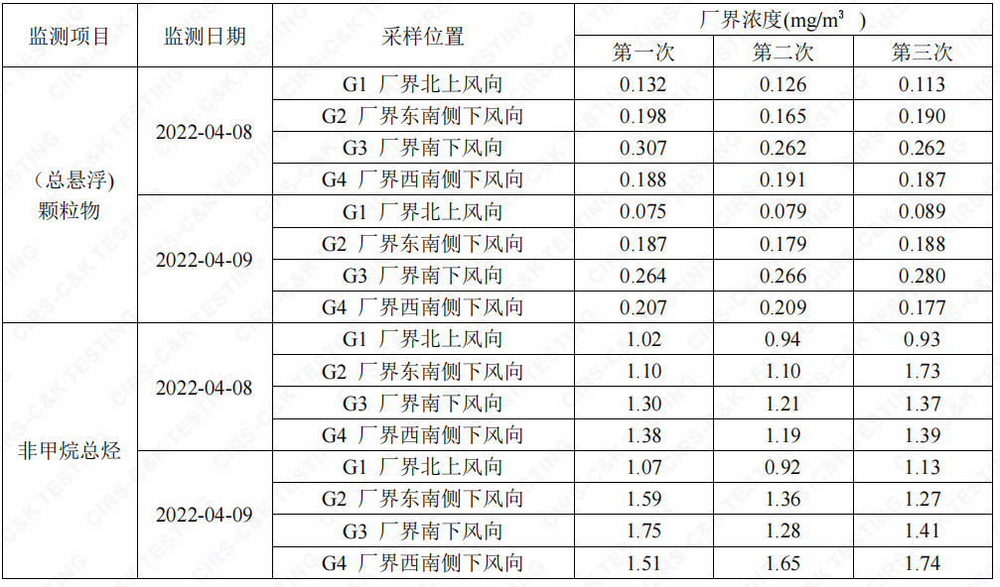 监测项目 监测日期 采样位置 厂界浓度(mg/m³ )
第一次 第二次 第三次
(总悬浮)
颗粒物
2022-04-08
G1 厂界北上风向 0.132 0.126 0.113
G2 厂界东南侧下风向 0.198 0.165 0.190
G3 厂界南下风向 0.307 0.262 0.262
G4 厂界西南侧下风向 0.188 0.191 0.187
2022-04-09
G1 厂界北上风向 0.075 0.079 0.089
G2 厂界东南侧下风向 0.187 0.179 0.188
G3 厂界南下风向 0.264 0.266 0.280
G4 厂界西南侧下风向 0.207 0.209 0.177
非甲烷总烃
2022-04-08
G1 厂界北上风向 1.02 0.94 0.93
G2 厂界东南侧下风向 1.10 1.10 1.73
G3 厂界南下风向 1.30 1.21 1.37
G4 厂界西南侧下风向 1.38 1.19 1.39
2022-04-09
G1 厂界北上风向 1.07 0.92 1.13
G2 厂界东南侧下风向 1.59 1.36 1.27
G3 厂界南下风向 1.75 1.28 1.41
G4 厂界西南侧下风向 1.51 1.65 1.74
CIRS-C&K TESTING